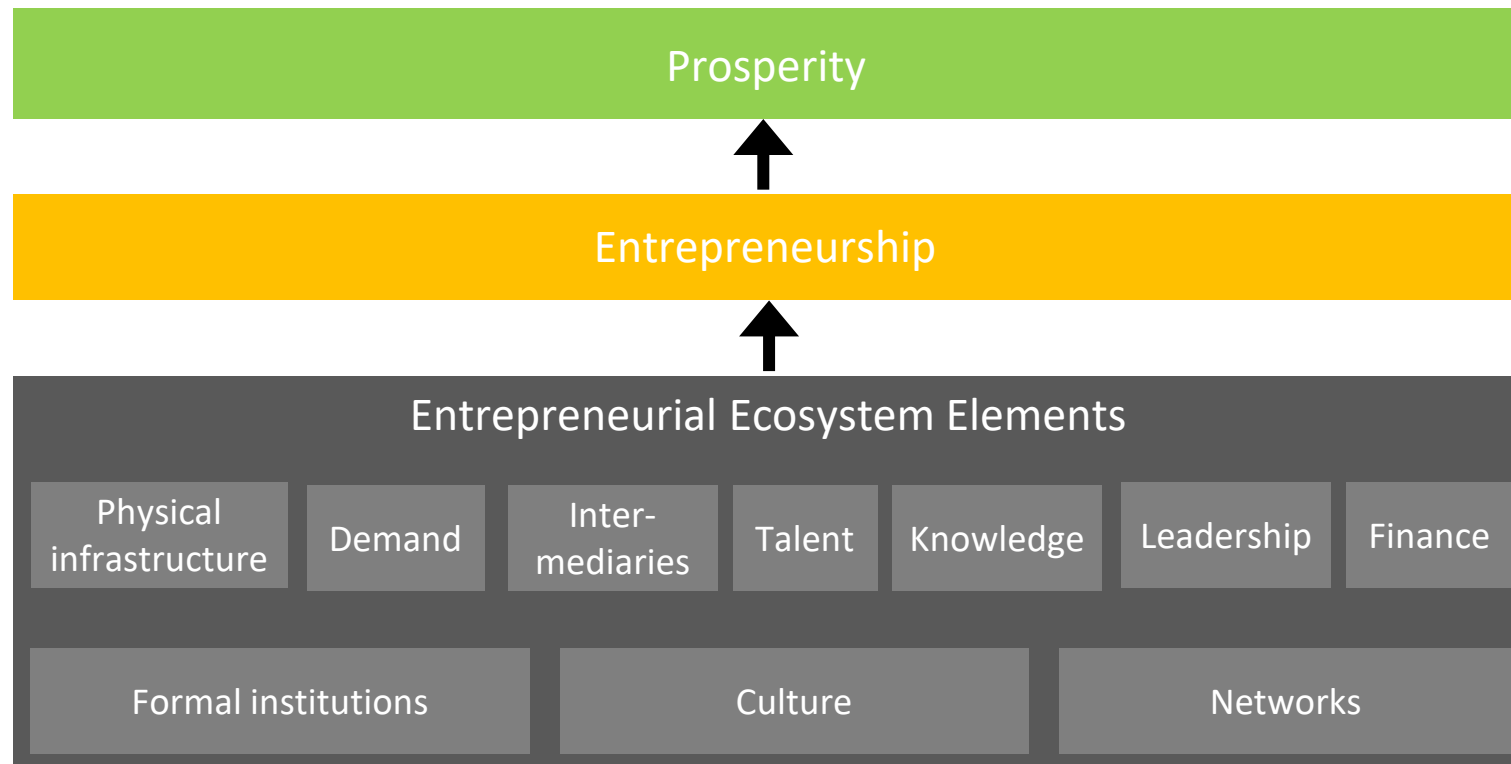 Prosperity
Entrepreneurship
Entrepreneurial Ecosystem Elements
Physical
infrastructure
Demand
Inter-
mediaries
Talent
Knowledge
Leadership
Finance
Formal institutions
Culture
Networks